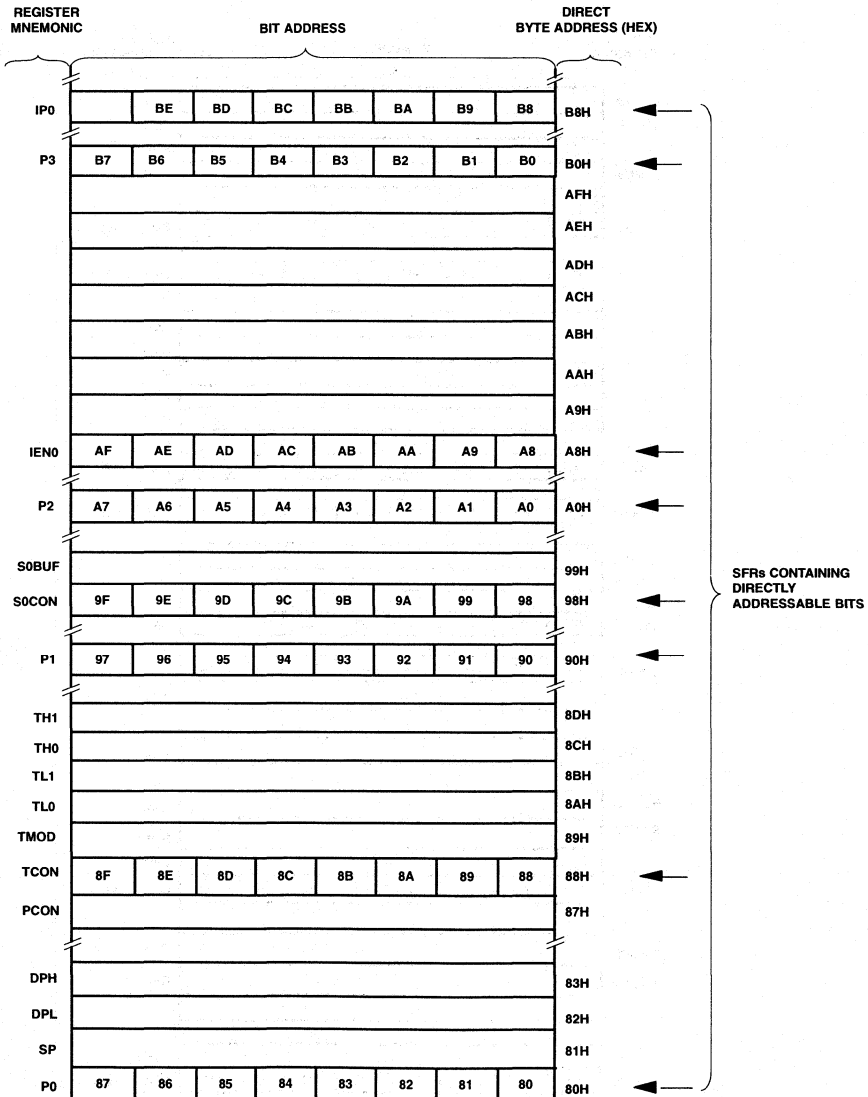 REGISTER MNEMONIC BIT ADDRESS DIRECT BYTE ADDRESS (HEX)
IP0 BE BD BC BB BA B9 B8 B8H
P3 B7 B6 B5 B4 B3 B2 B1 B0 B0H
AFH
AEH
ADH
ACH
ABH
AAH
A9H
IEN0 AF AE AD AC AB AA A9 A8 A8H
P2 A7 A6 A5 A4 A3 A2 A1 A0 A0H
S0BUF 99H
S0CON 9F 9E 9D 9C 9B 9A 99 98 98H
P1 97 96 95 94 93 92 91 90 90H
TH1 8DH
TH0 8CH
TL1 8BH
TL0 8AH
TMOD 89H
TCON 8F 8E 8D 8C 8B 8A 89 88 88H
PCON 87H
DPH 83H
DPL 82H
SP 81H
P0 87 86 85 84 83 82 81 80 80H
SFRs CONTAINING
DIRECTLY
ADDRESSABLE BITS